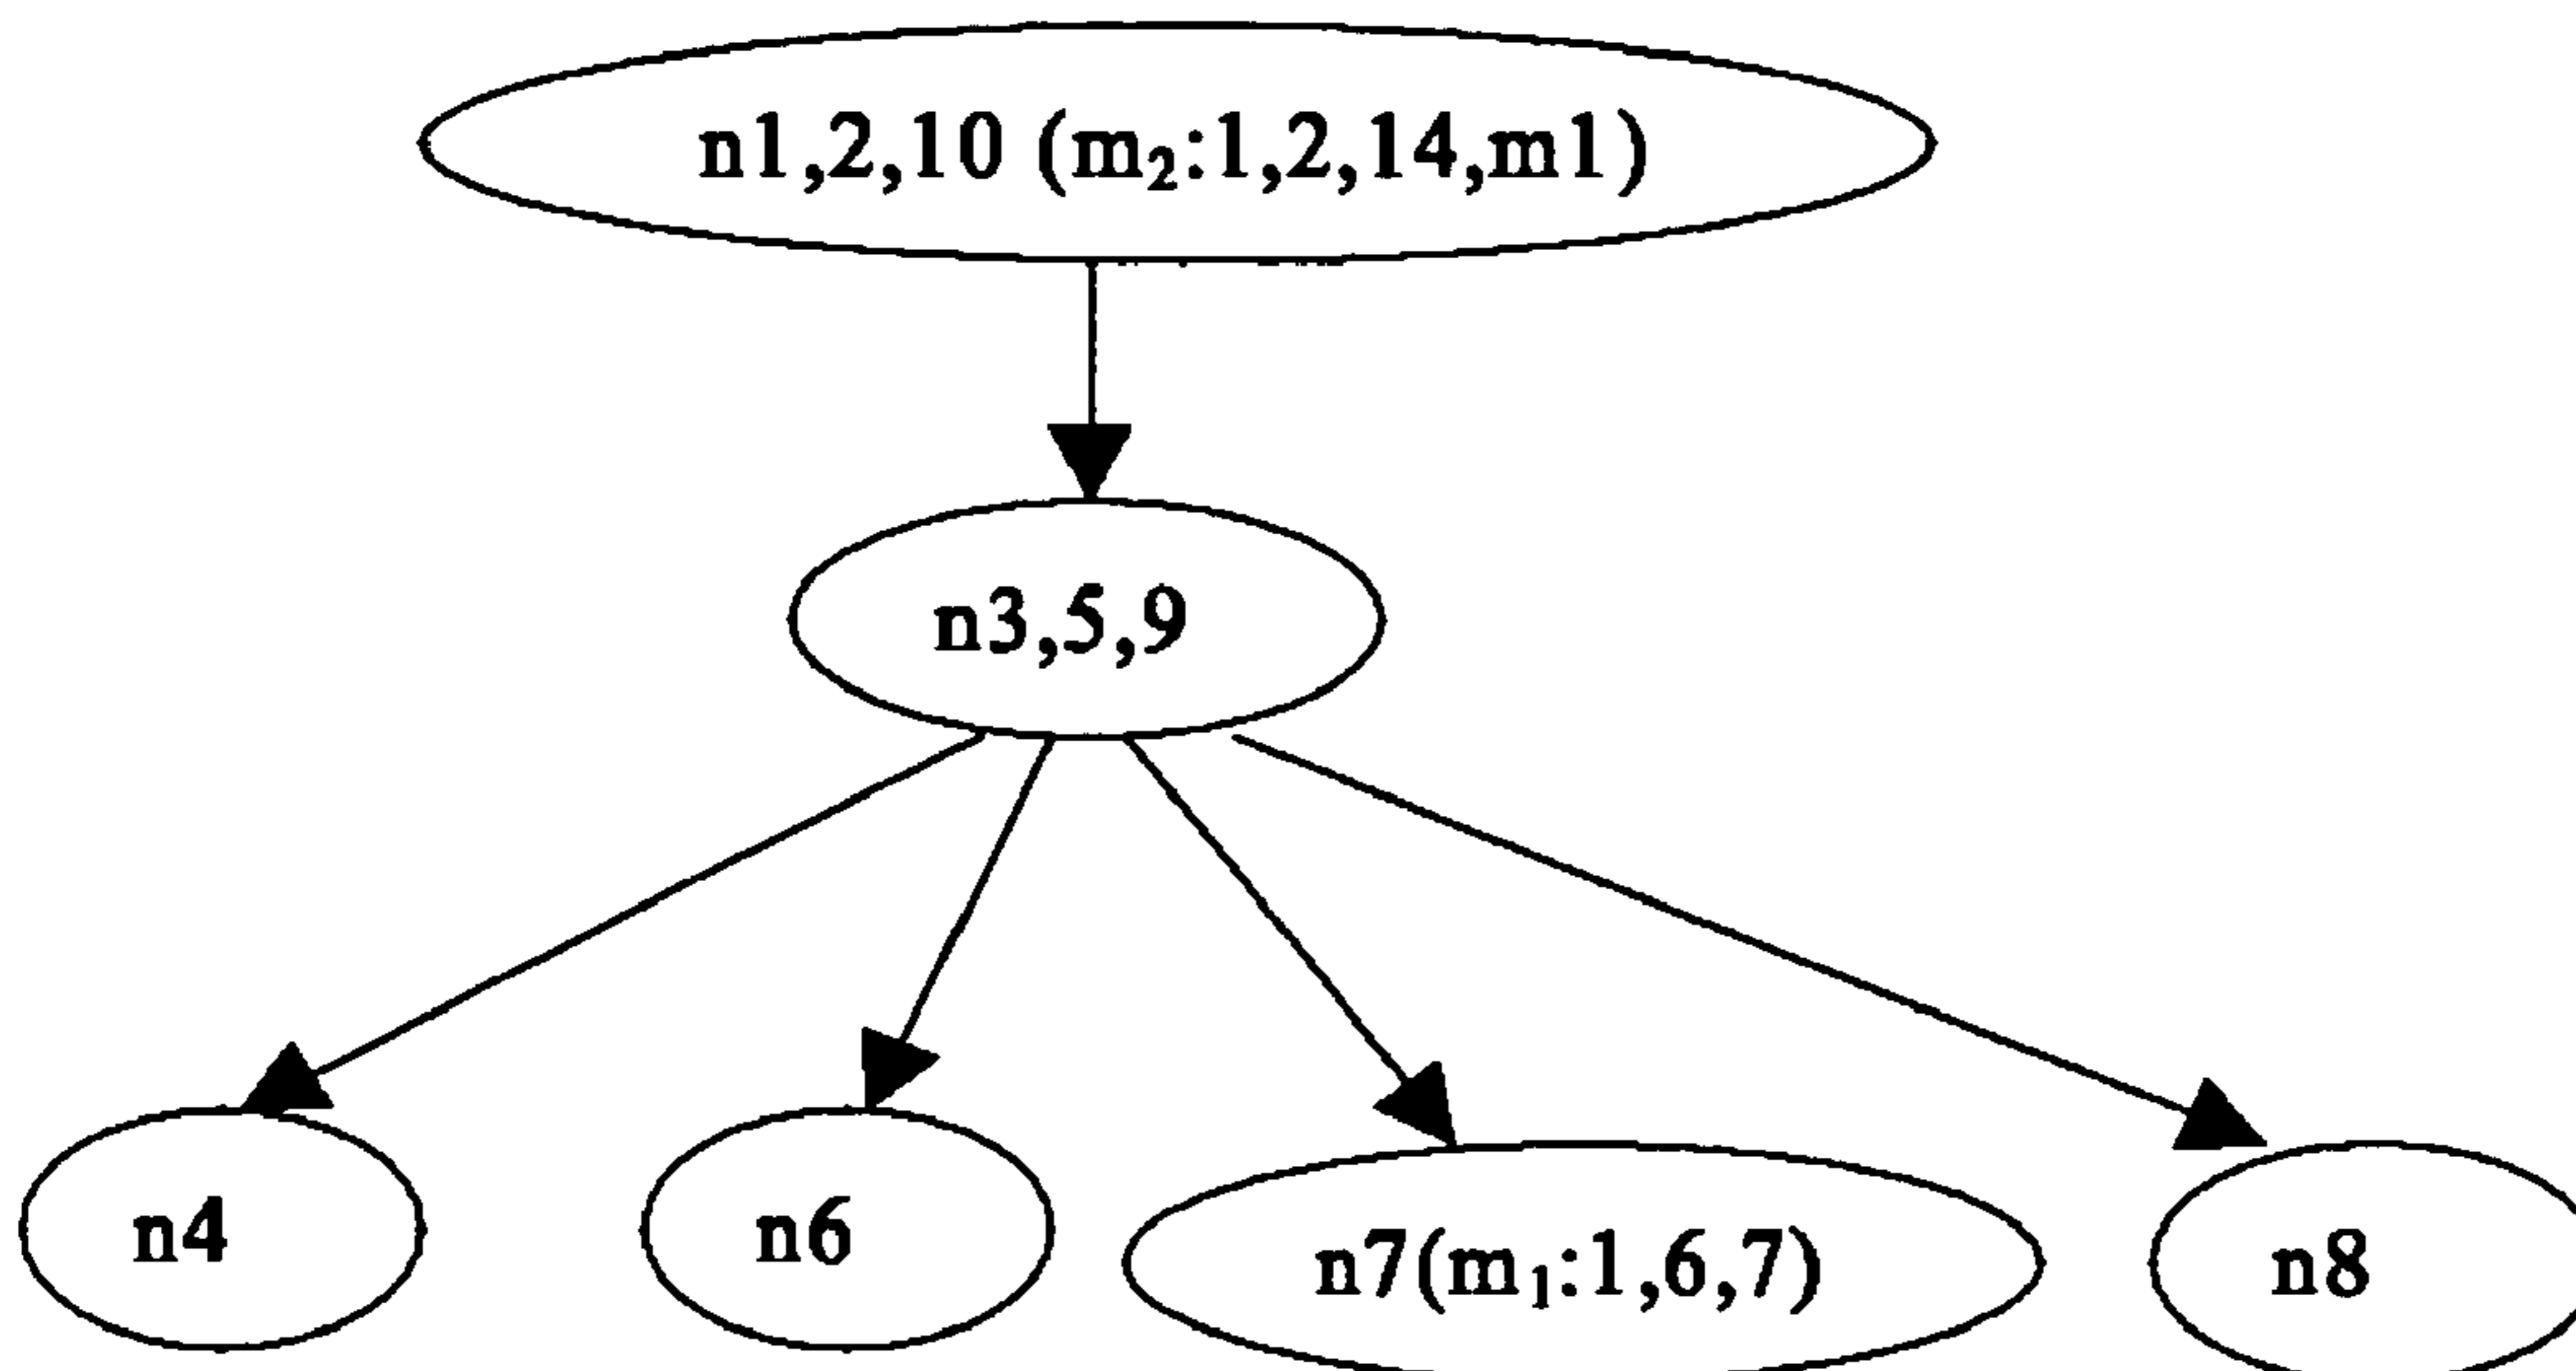 n1,2,10 (m₂:1,2,14,m1)
n3,5,9
n4
n6
n7(m₁:1,6,7)
n8